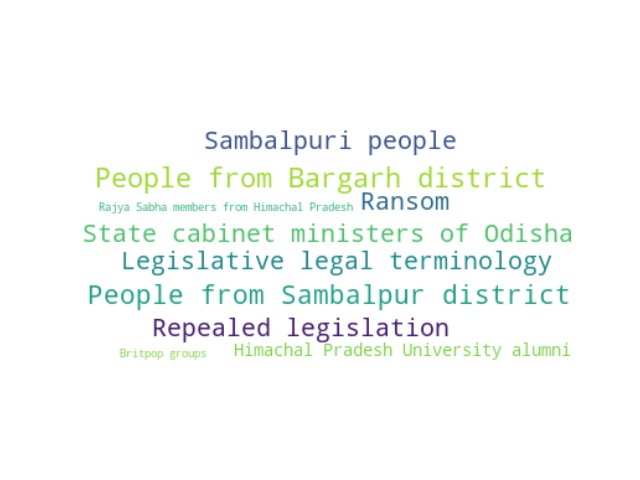 Sambalpuri people
People from Bargarh district
Rajya Sabha members from Himachal Pradesh Ransom
State cabinet ministers of Odisha
Legislative legal terminology
People from Sambalpur district
Repealed legislation
Britpop groups Himachal Pradesh University alumni